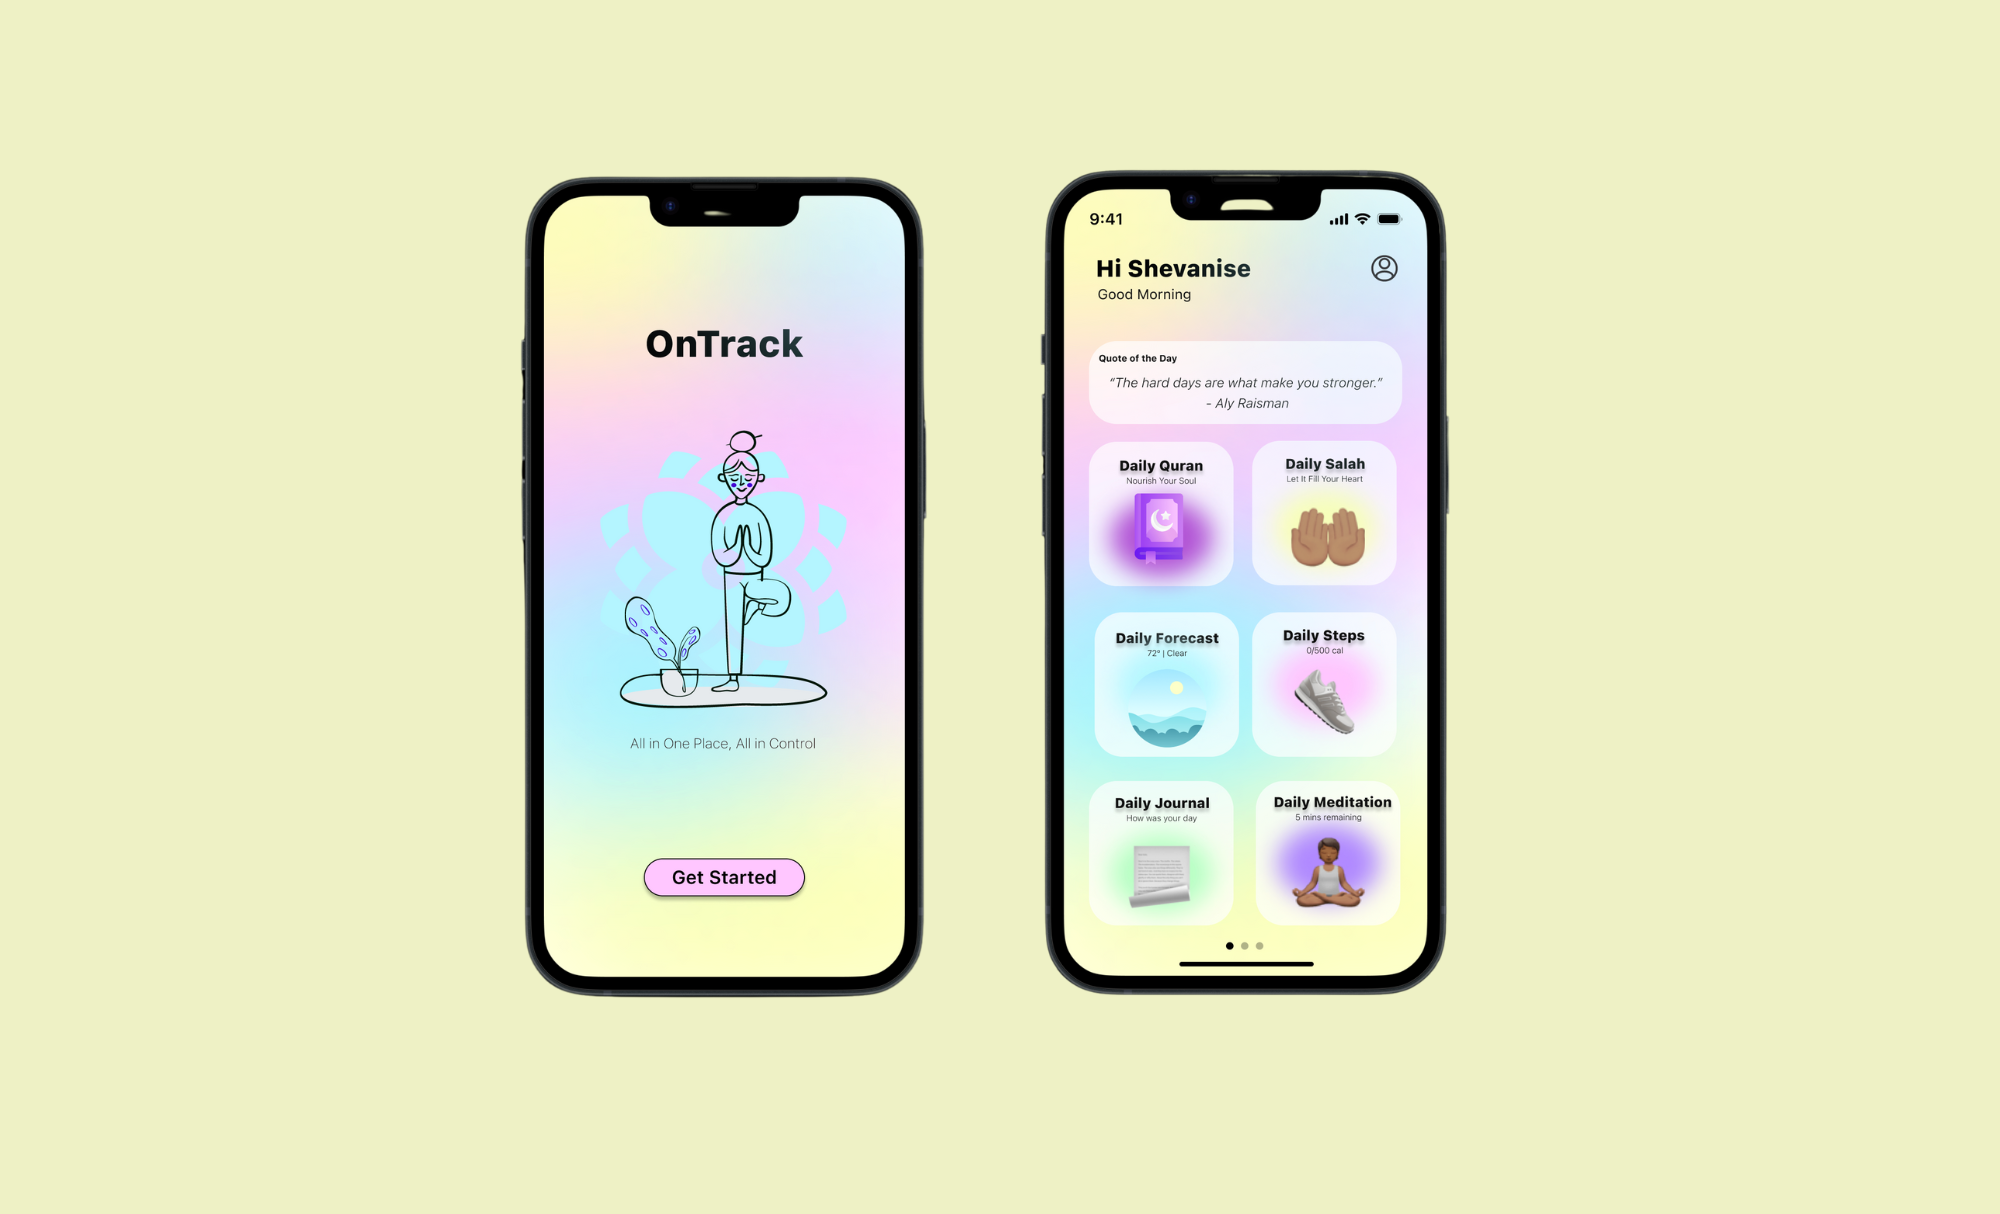 OnTrack
All in One Place, All in Control
Get Started
9:41
Hi Shevanise
Good Morning
Quote of the Day
“The hard days are what make you stronger.”
- Aly Raisman
Daily Quran
Nourish Your Soul
Daily Salah
Let It Fill Your Heart
Daily Forecast
72° | Clear
Daily Steps
0/500 cal
Daily Journal
How was your day
Daily Meditation
5 mins remaining